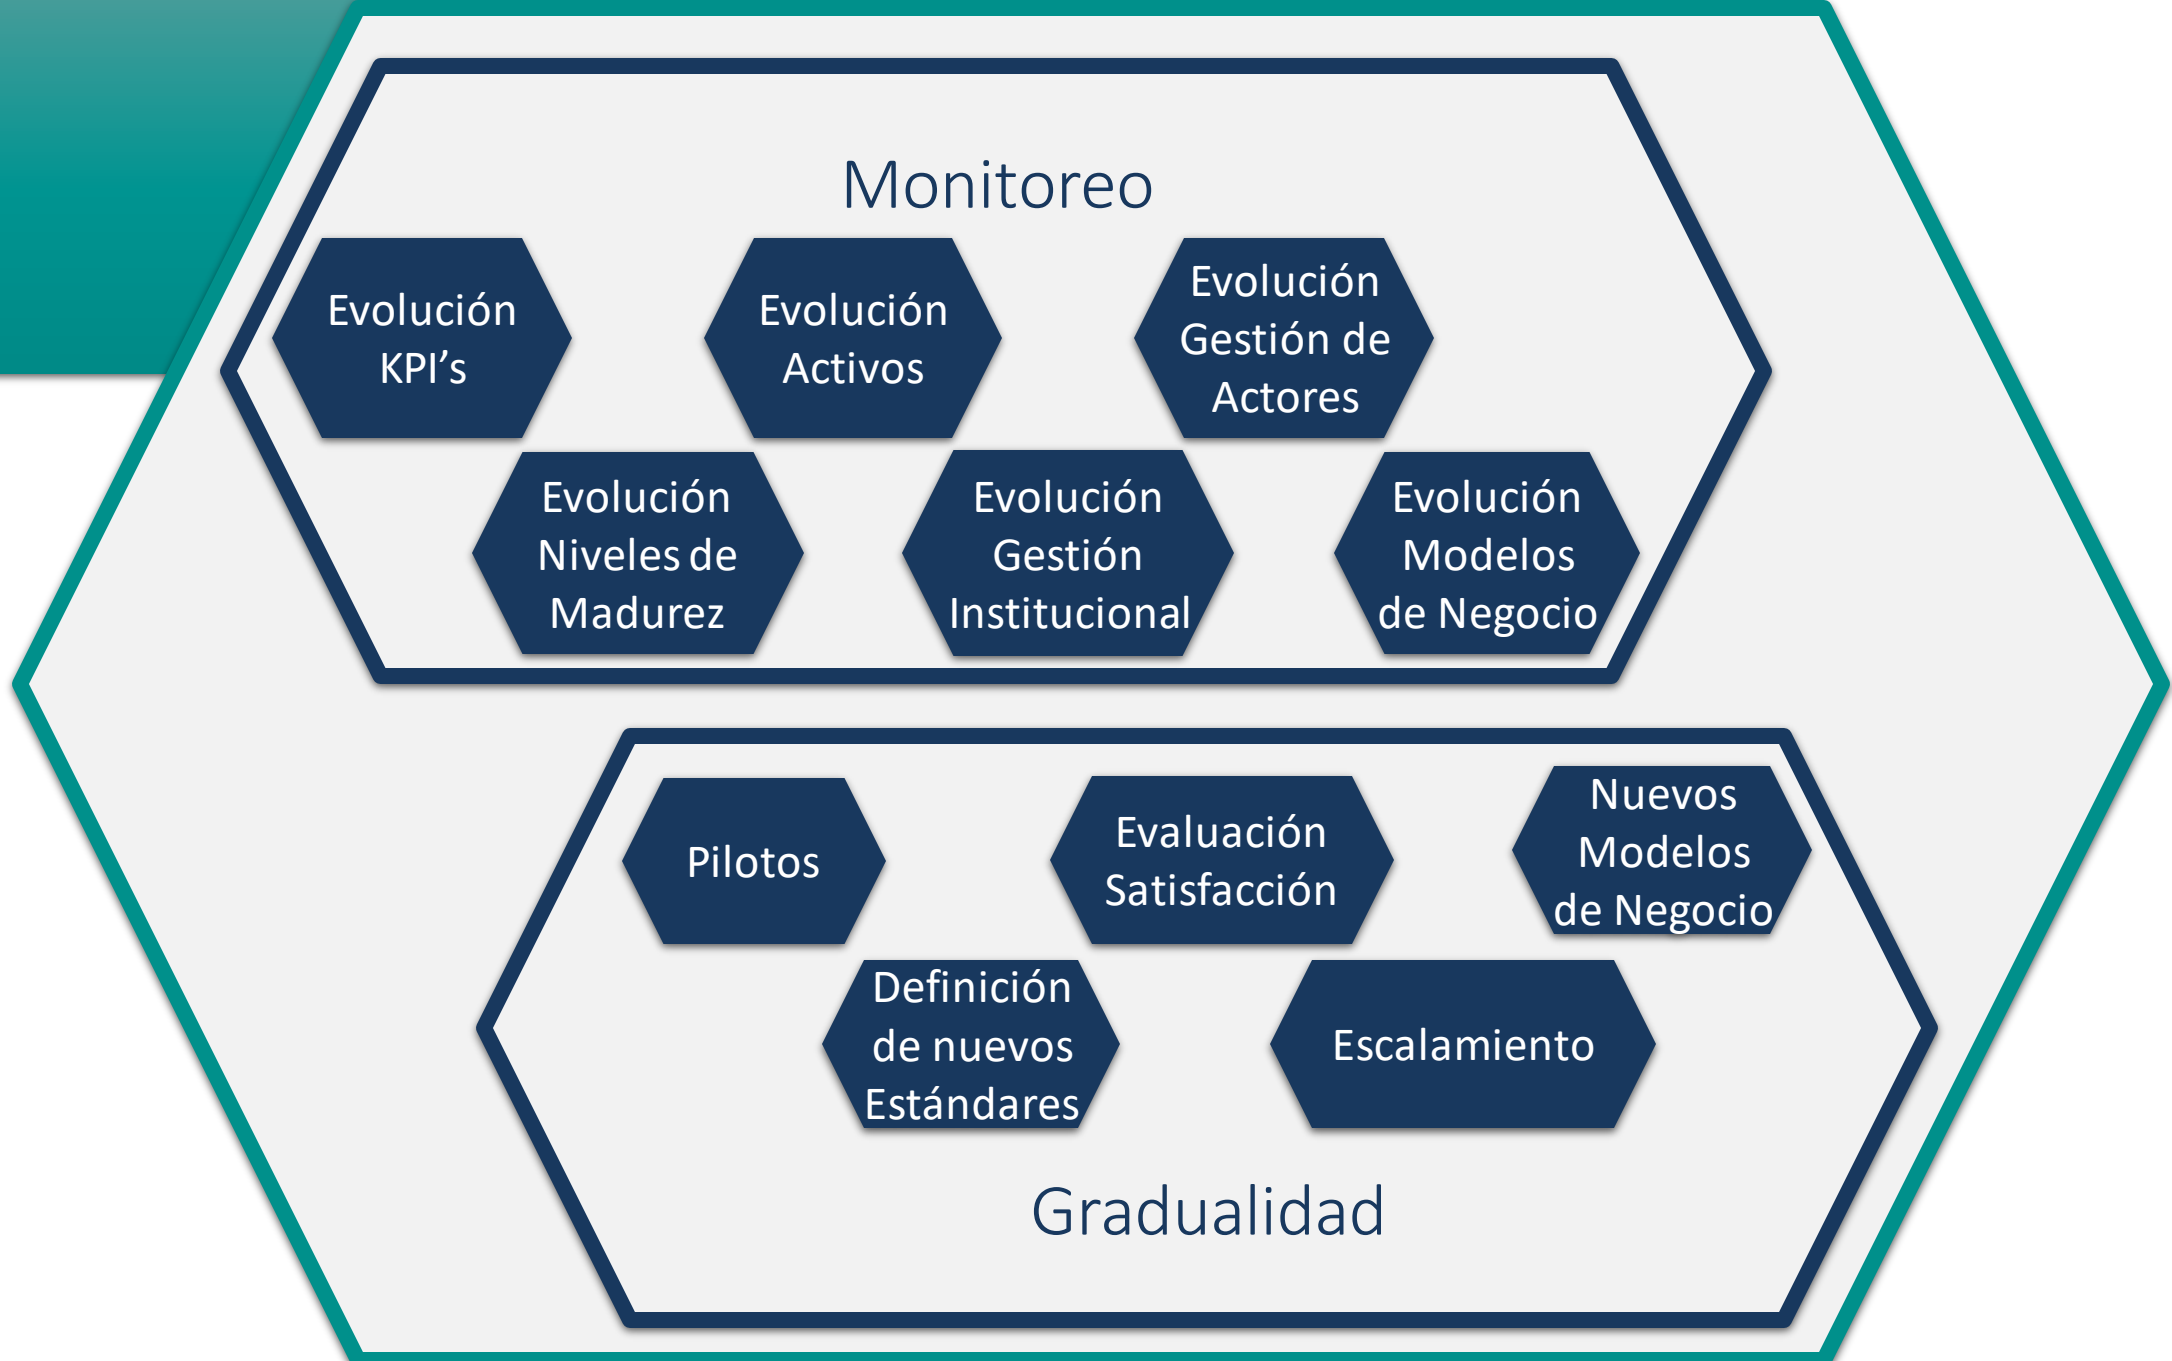 Monitoreo
Evolución
KPI's
Evolución
Activos
Evolución
Gestión de
Actores
Evolución
Niveles de
Madurez
Evolución
Gestión
Institucional
Evolución
Modelos
de Negocio
Pilotos
Evaluación
Satisfacción
Nuevos
Modelos
de Negocio
Definición
de nuevos
Estándares
Escalamiento
Gradualidad